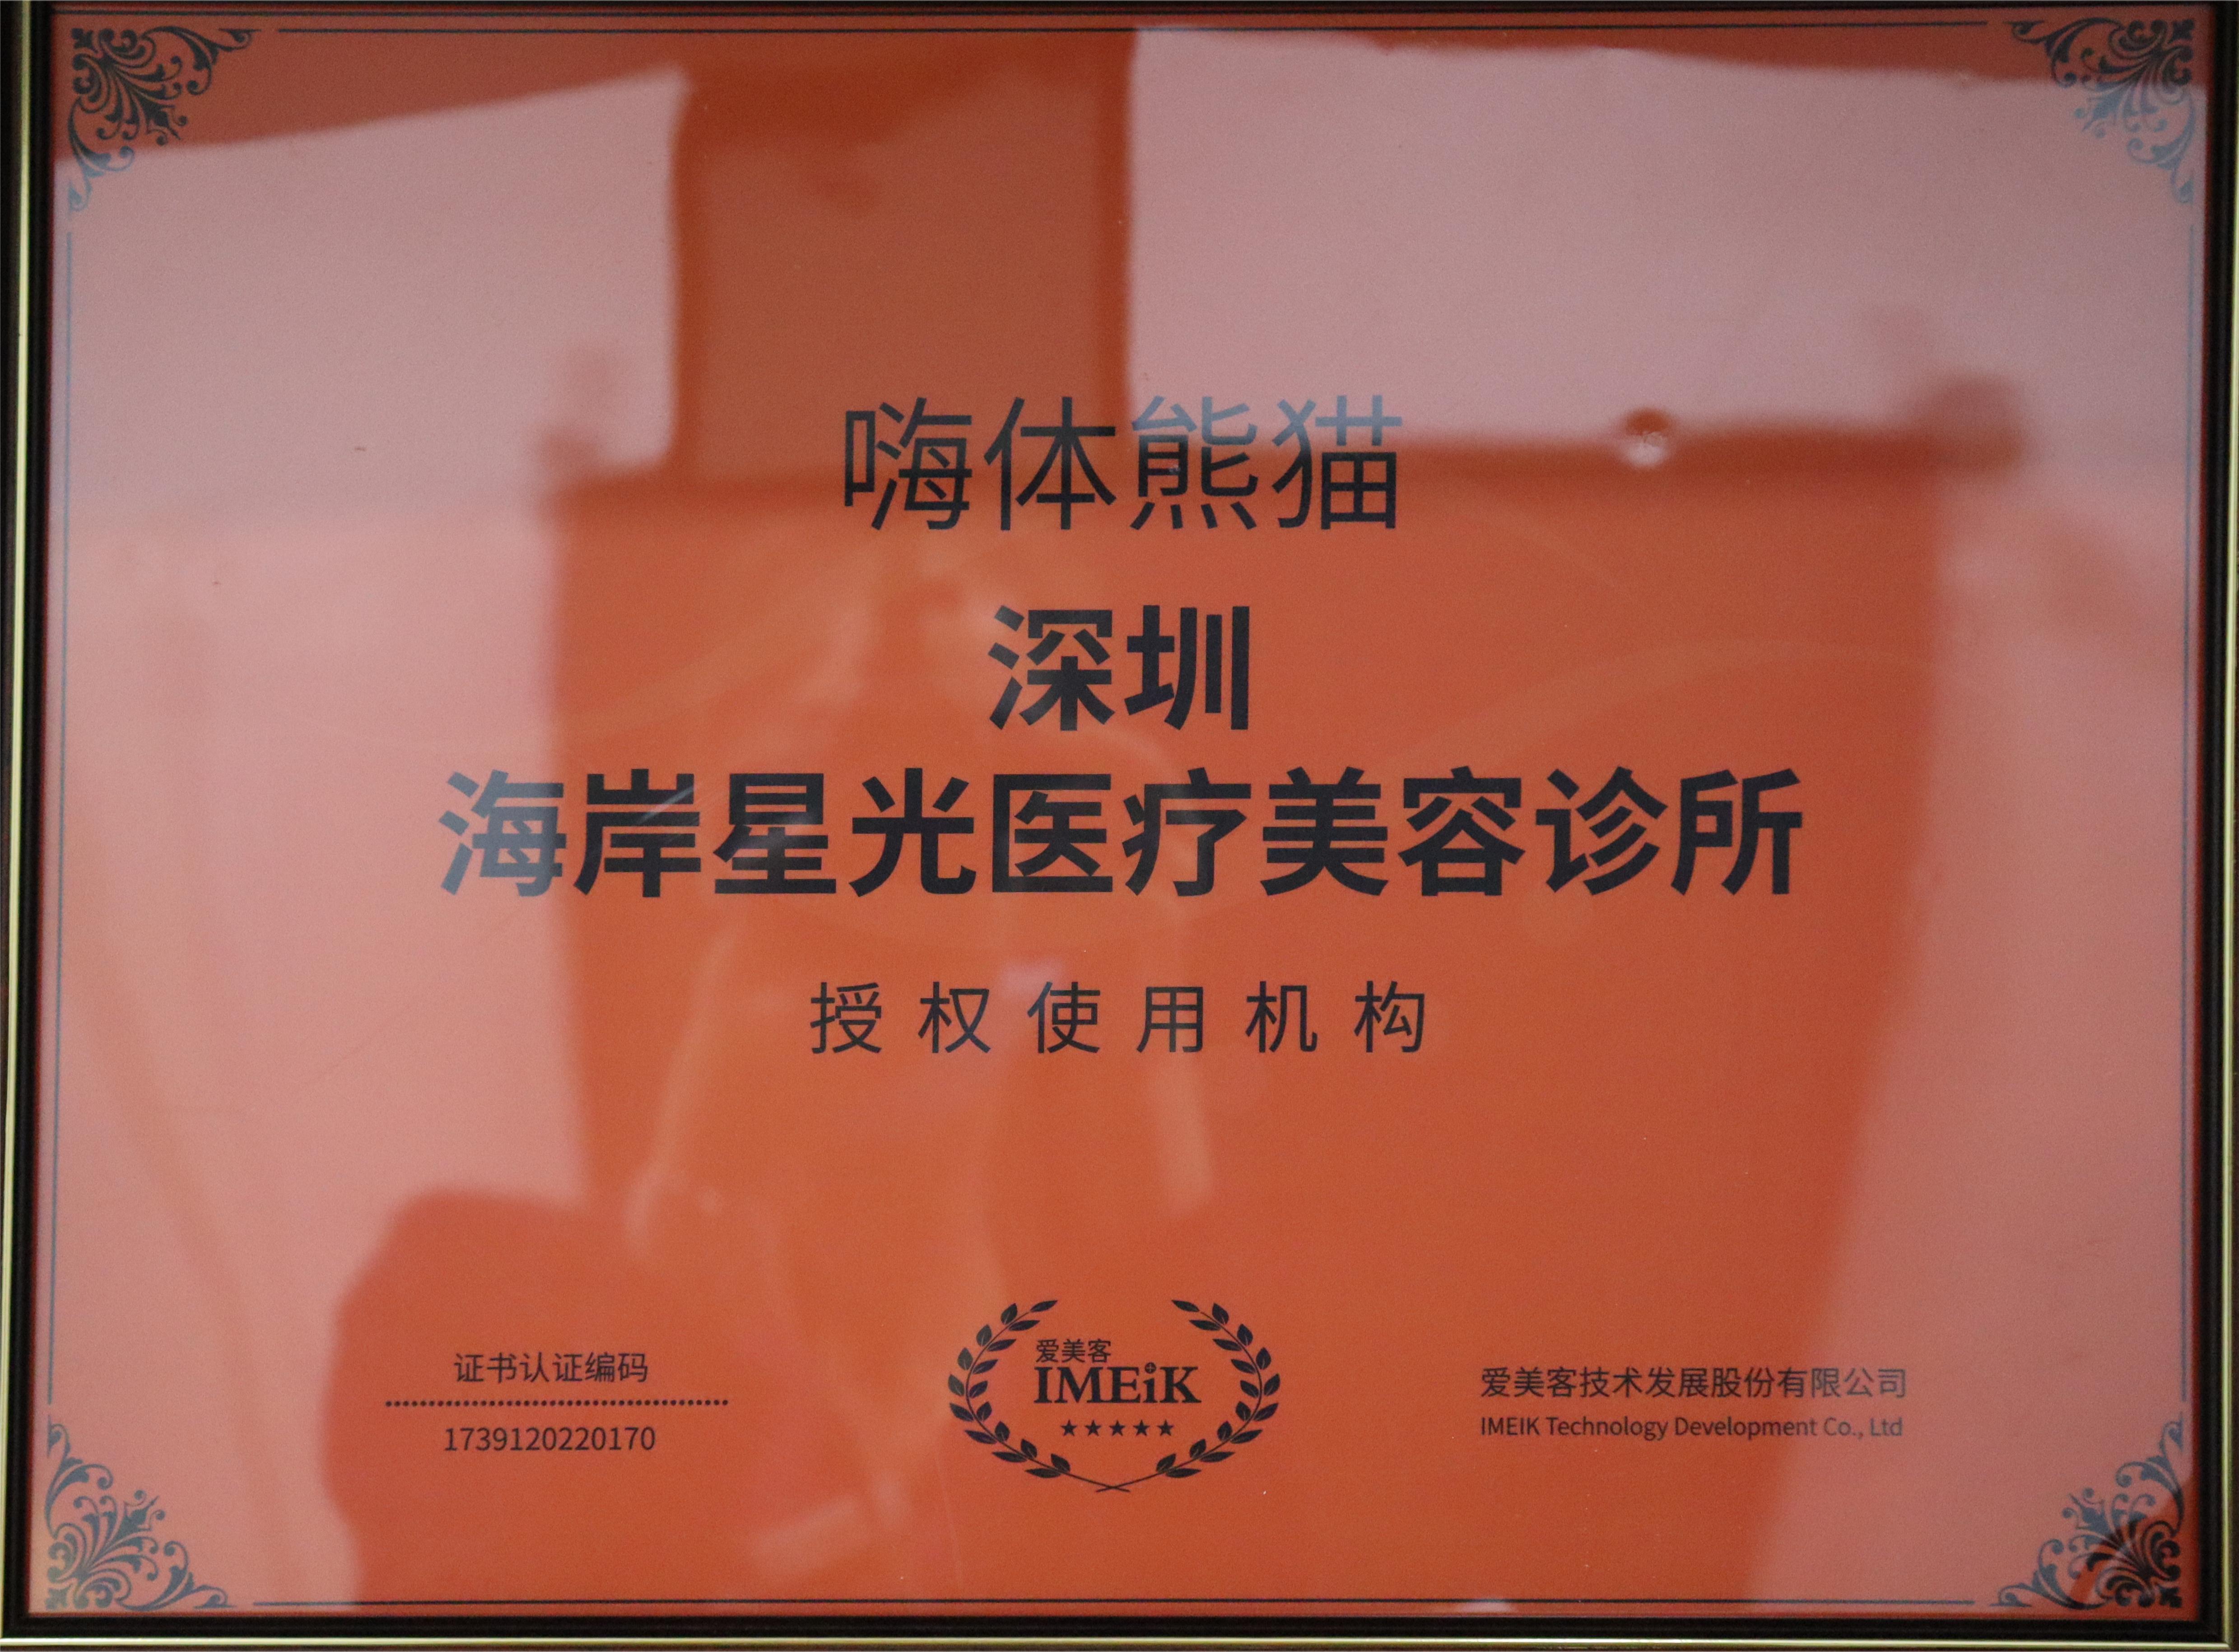 嗨体熊猫
深圳
海岸星光医疗美容诊所
授权使用机构
证书认证编码
1739120220170
爱美客
IMEiK
爱美客技术发展股份有限公司
IMEIK Technology Development Co., Ltd